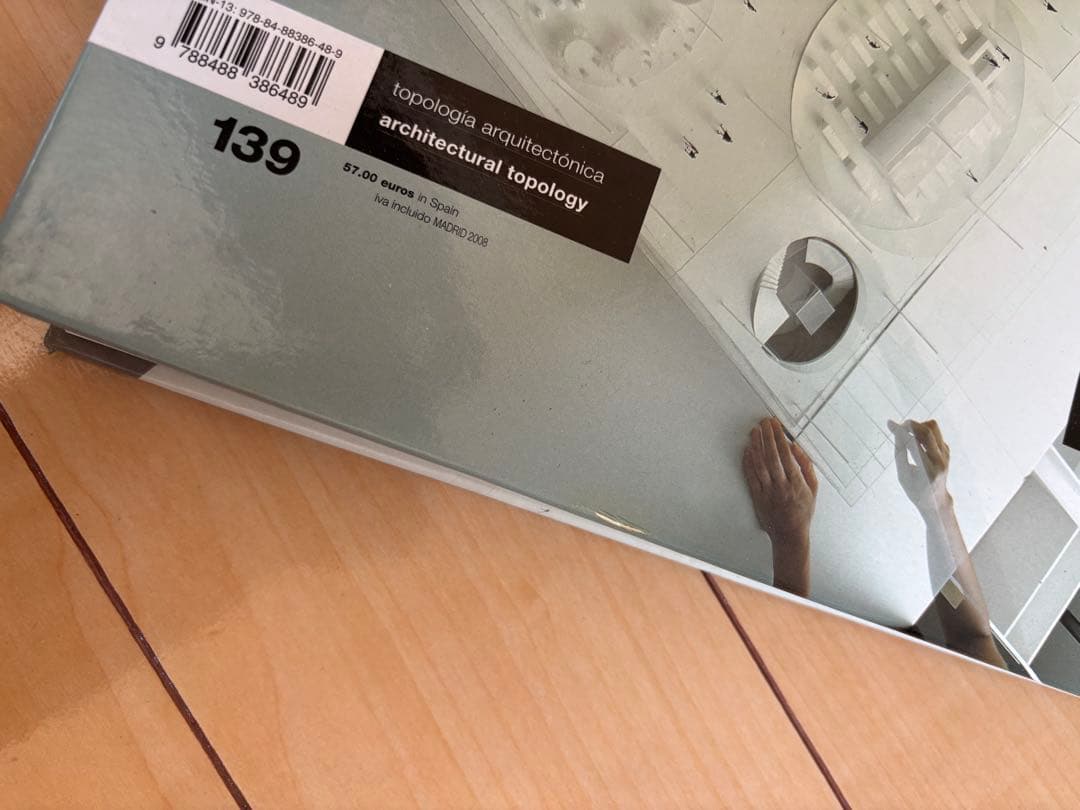 N-13: 978-84-88386-48-9
9 788488 386489
topología arquitectónica
architectural topology
139
57.00 euros in Spain
iva incluido MADRID 2008